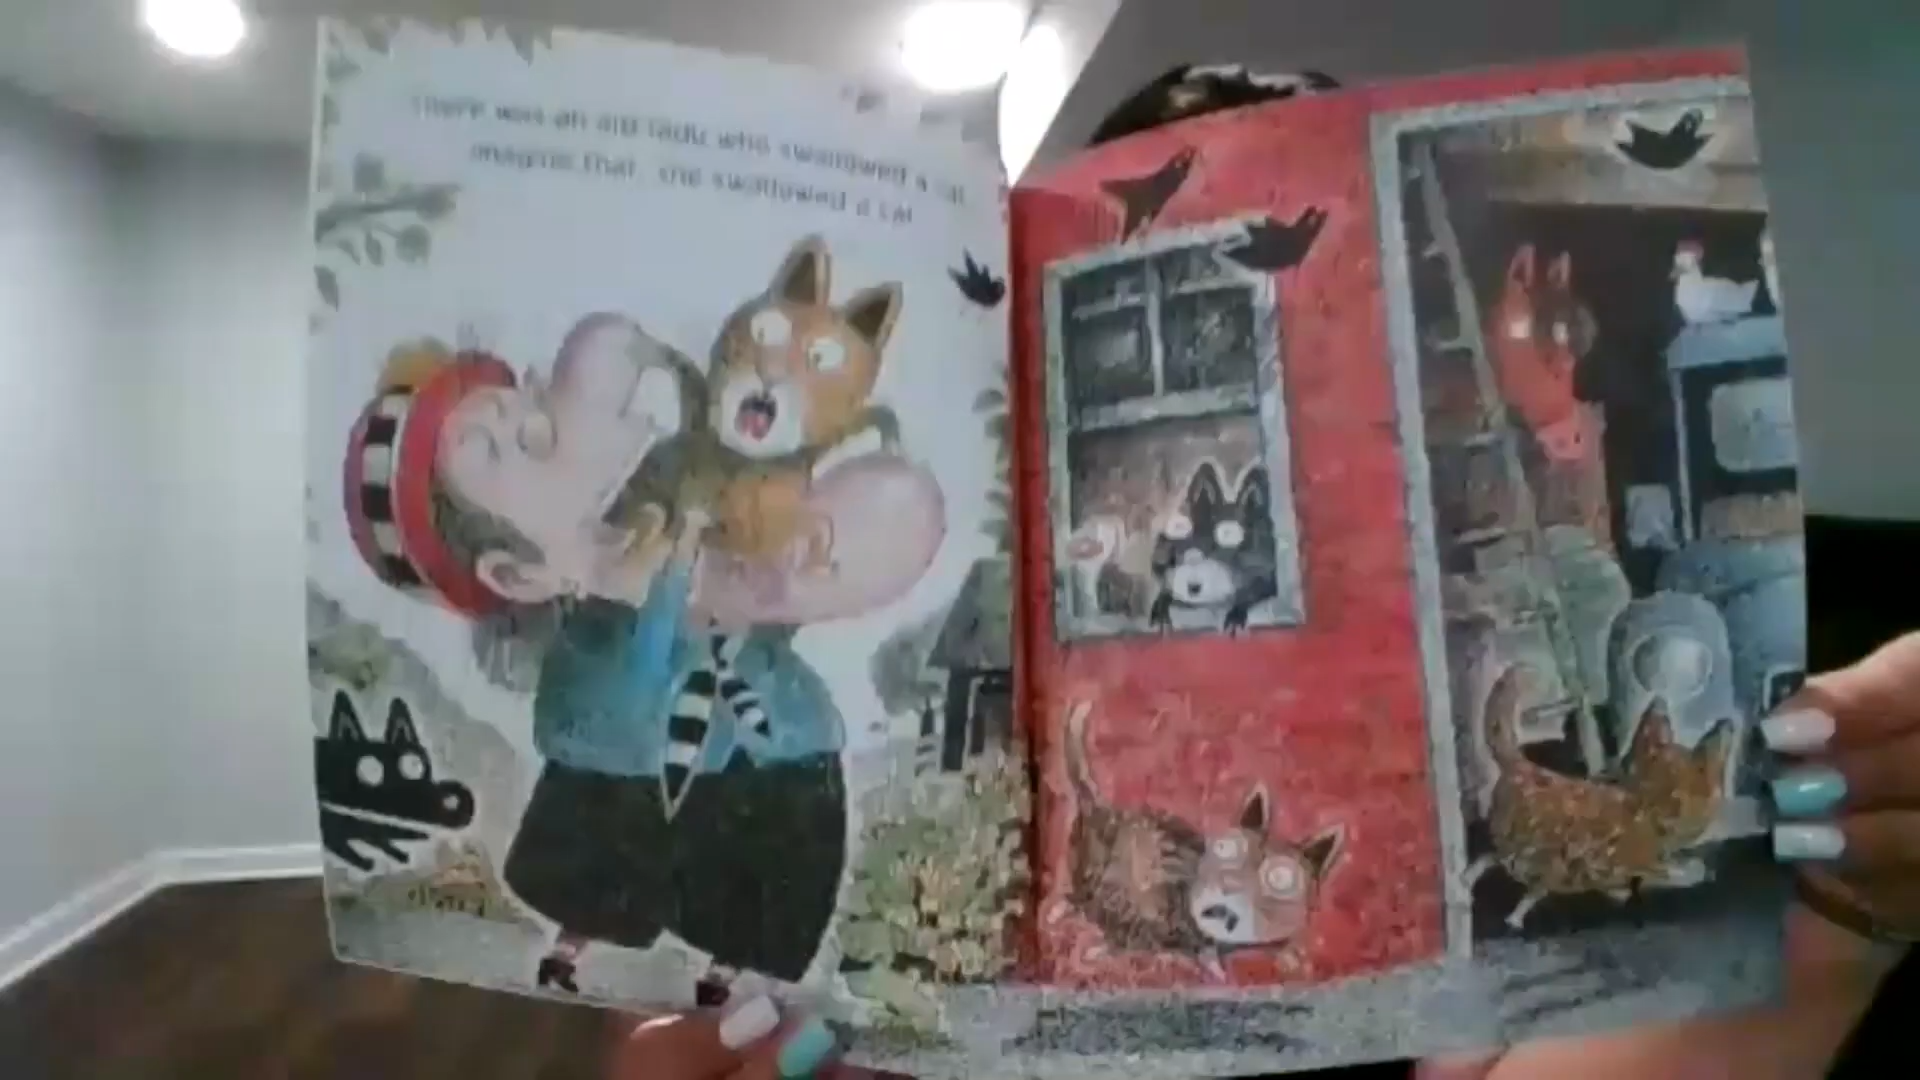 There was an old lady who swallowed a cat
Imagine that, she swallowed a cat